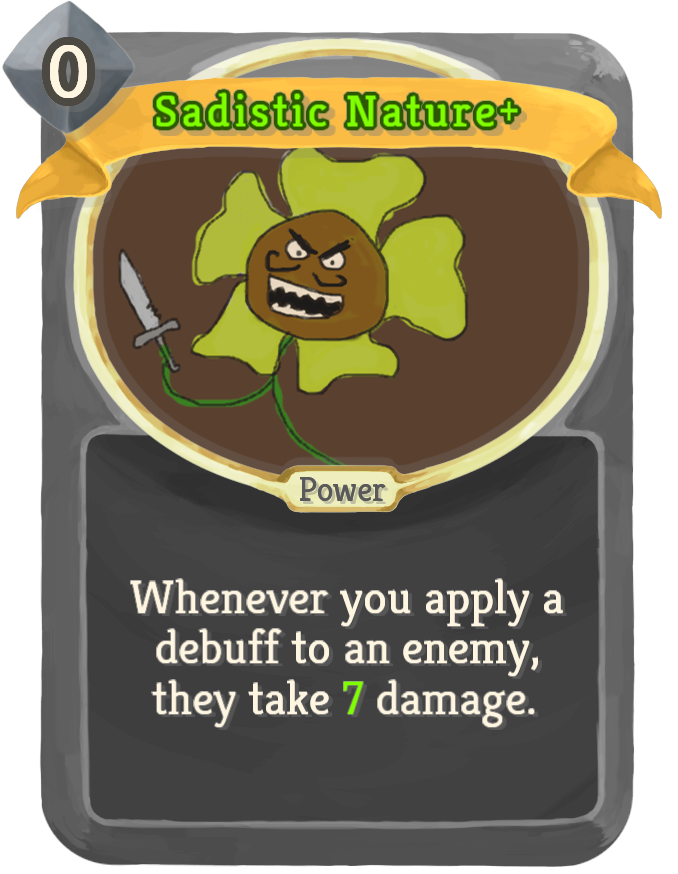 0
Sadistic Nature+
Power
Whenever you apply a
debuff to an enemy,
they take 7 damage.